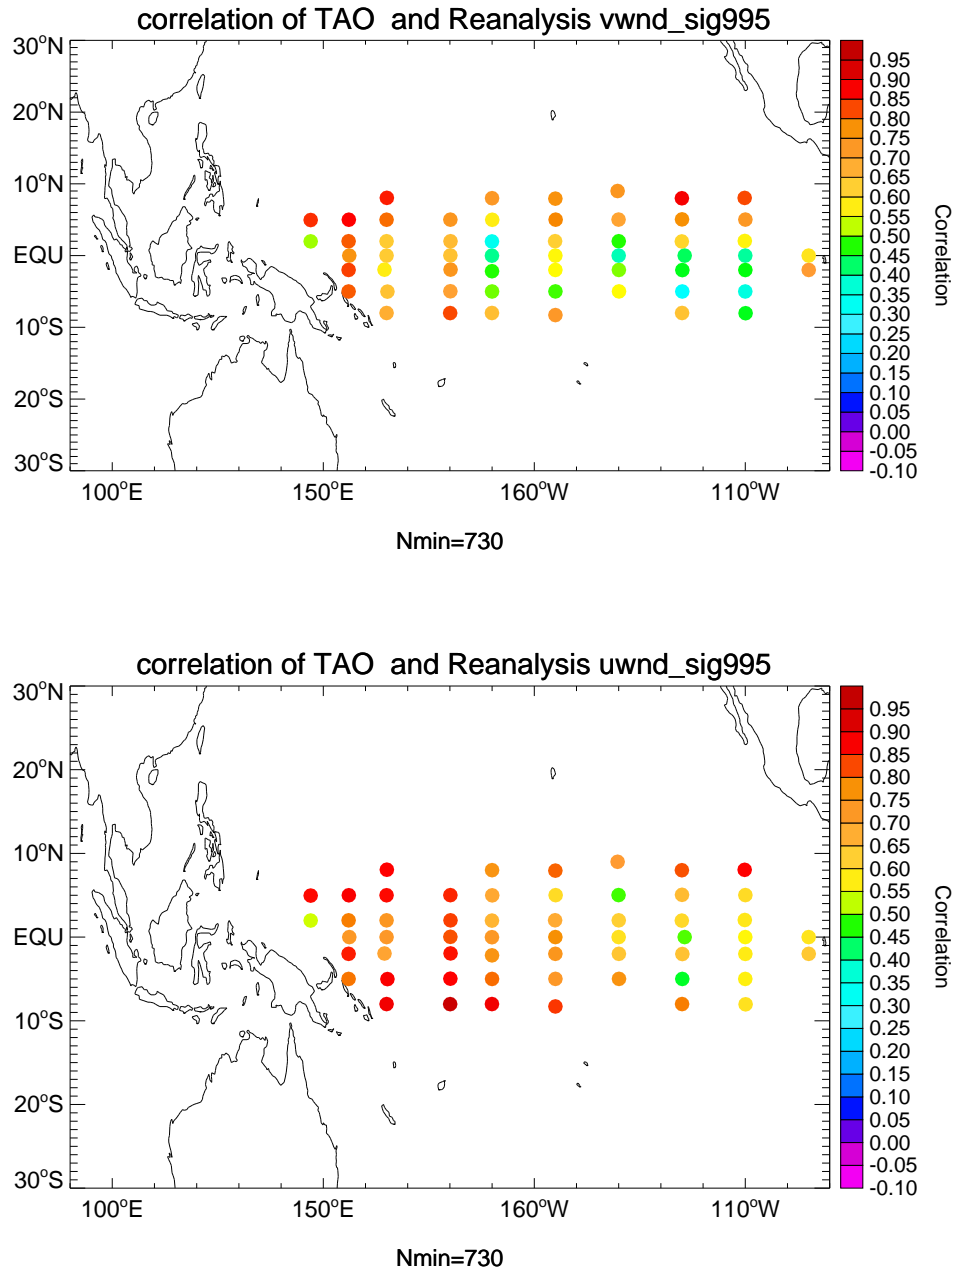 correlation of TAO  and Reanalysis vwnd_sig995
30°N
20°N
10°N
EQU
10°S
20°S
30°S
100°E
150°E
160°W
110°W
Nmin=730
0.95
0.90
0.85
0.80
0.75
0.70
0.65
0.60
0.55
0.50
0.45
0.40
0.35
0.30
0.25
0.20
0.15
0.10
0.05
0.00
-0.05
-0.10
Correlation
correlation of TAO  and Reanalysis uwnd_sig995
30°N
20°N
10°N
EQU
10°S
20°S
30°S
100°E
150°E
160°W
110°W
Nmin=730
0.95
0.90
0.85
0.80
0.75
0.70
0.65
0.60
0.55
0.50
0.45
0.40
0.35
0.30
0.25
0.20
0.15
0.10
0.05
0.00
-0.05
-0.10
Correlation